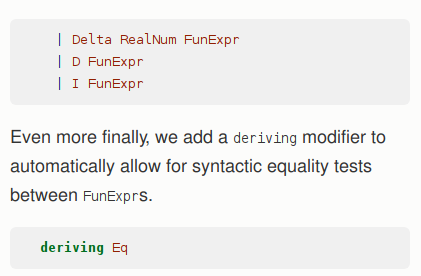 | Delta RealNum FunExpr
| D FunExpr
| I FunExpr
Even more finally, we add a deriving modifier to
automatically allow for syntactic equality tests
between FunExprs.
deriving Eq